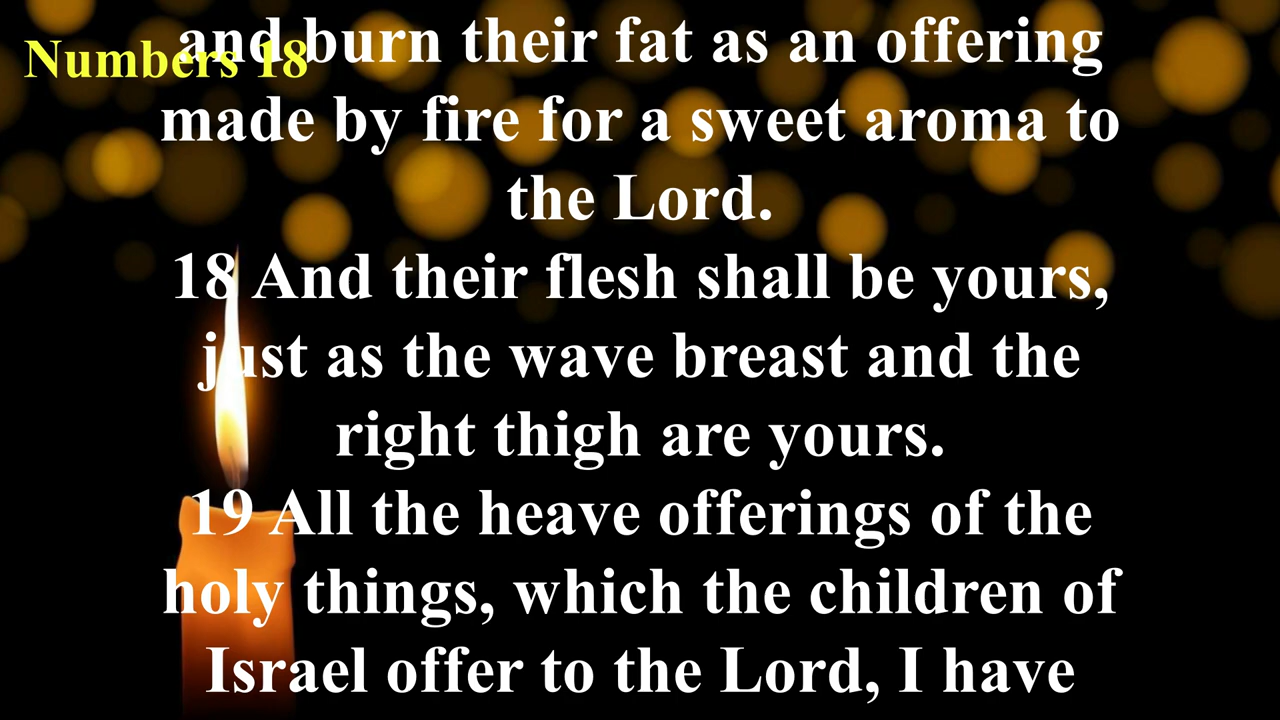 Numbers 18
and burn their fat as an offering
made by fire for a sweet aroma to
the Lord.
18 And their flesh shall be yours,
just as the wave breast and the
right thigh are yours.
19 All the heave offerings of the
holy things, which the children of
Israel offer to the Lord, I have